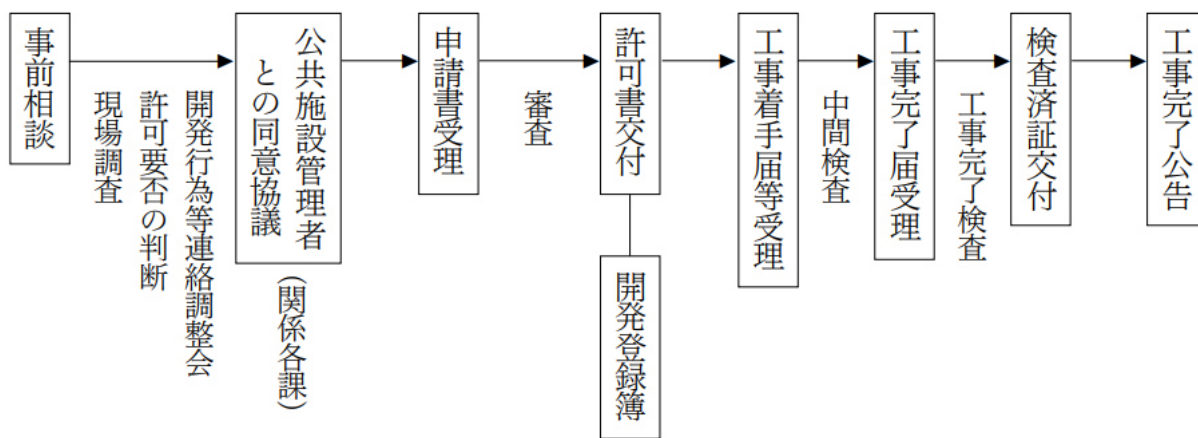 事前相談
現場調査
許可要否の判断
開発行為等連絡調整会
公共施設管理者
との同意協議
(関係各課)
申請書受理
審査
許可書交付
開発登録簿
工事着手届等受理
中間検査
工事完了届受理
工事完了検査
検査済証交付
工事完了公告